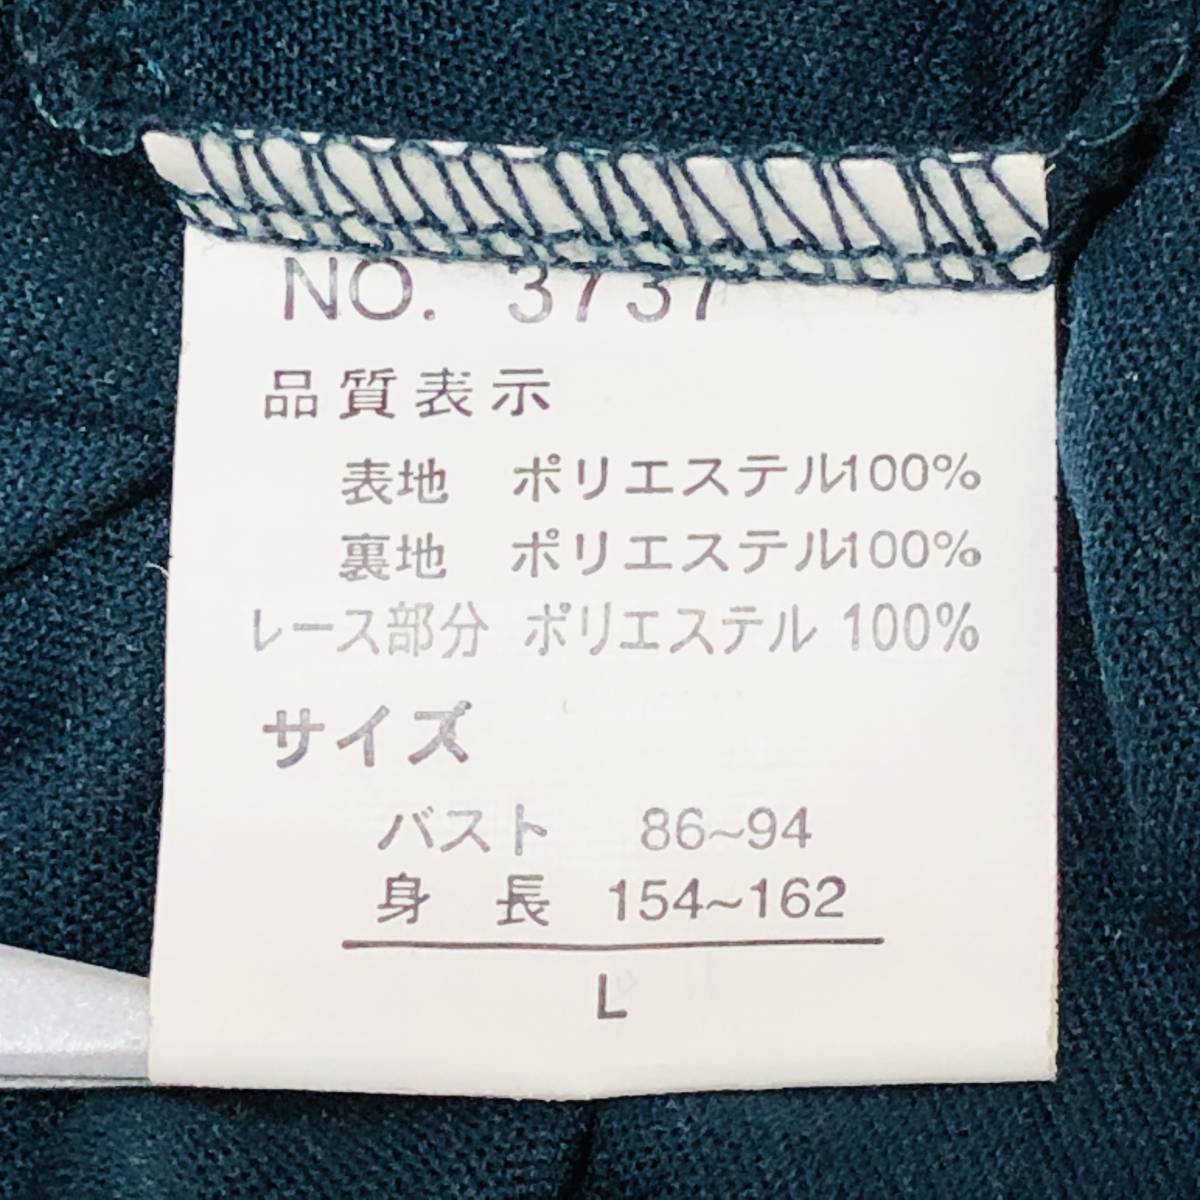 NO. 3737
品質表示
表地 ポリエステル100%
裏地 ポリエステル100%
レース部分 ポリエステル 100%
サイズ
バスト 86~94
身長 154~162
L